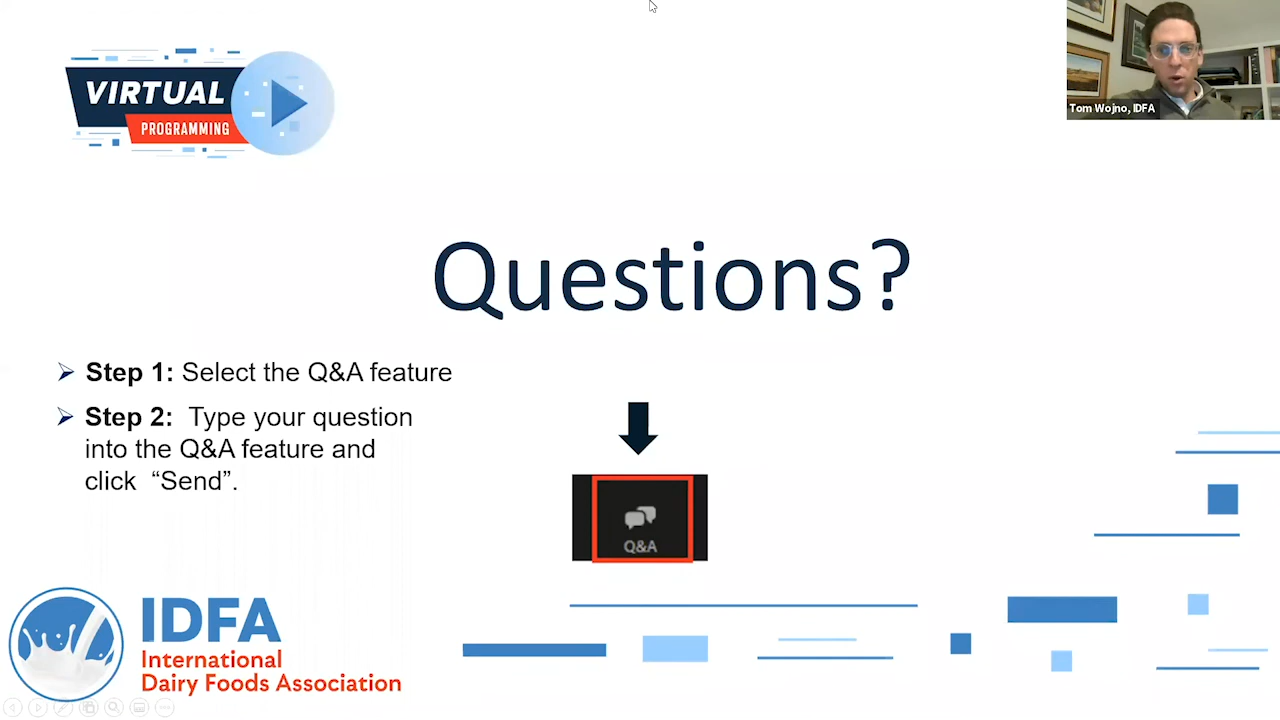 VIRTUAL
PROGRAMMING
Tom Wojno, IDFA
Questions?
Step 1: Select the Q&A feature
Step 2: Type your question
into the Q&A feature and
click “Send”.
Q&A
IDFA
International
Dairy Foods Association